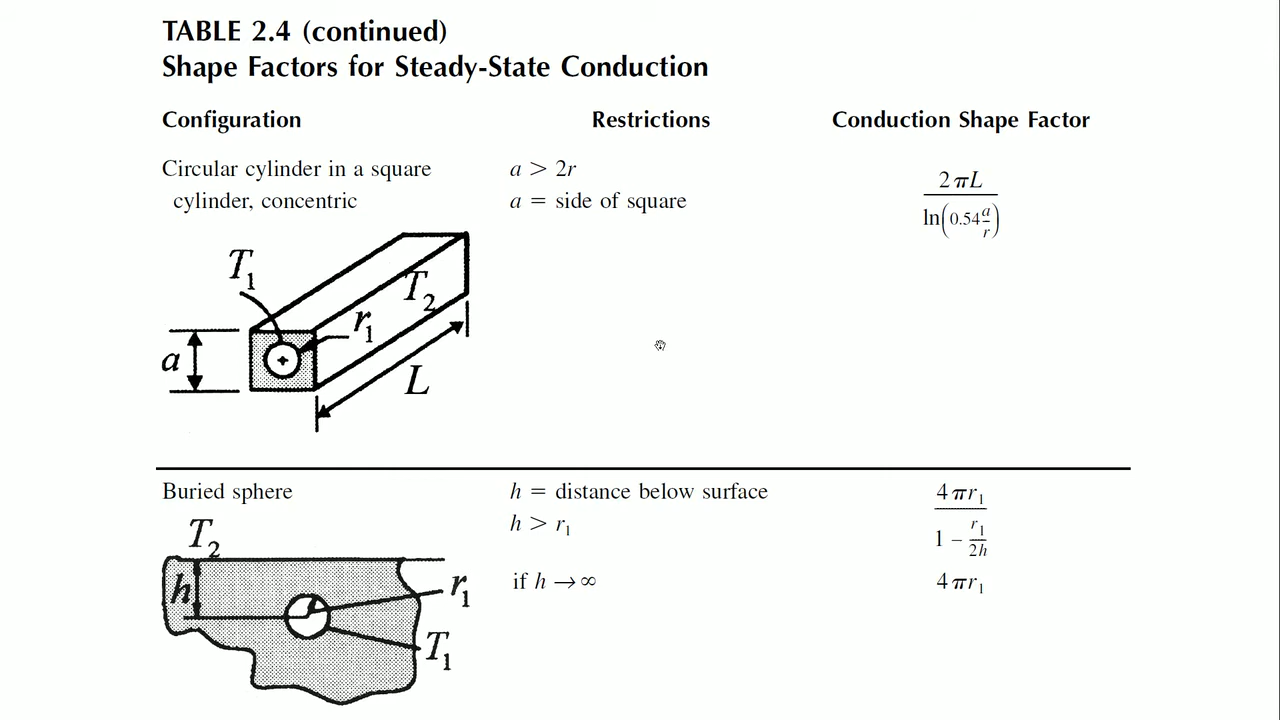 TABLE 2.4 (continued)
Shape Factors for Steady-State Conduction
Configuration Restrictions Conduction Shape Factor
Circular cylinder in a square
cylinder, concentric
a > 2r
a = side of square
2πL
ln(0.54 a/r)
T₁
T₂
r₁
a
L
Buried sphere
h = distance below surface
h > r₁
4πr₁
1 − r₁/2h
if h → ∞
4πr₁
T₂
h
r₁
T₁